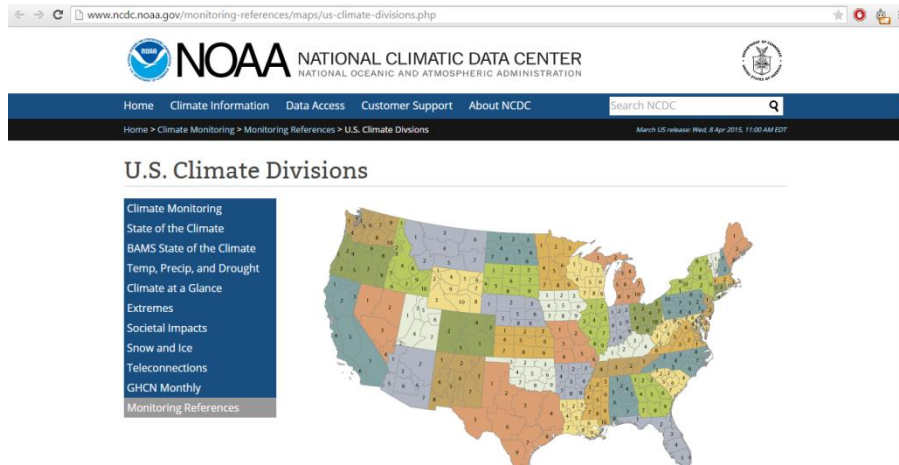 www.ncdc.noaa.gov/monitoring-references/maps/us-climate-divisions.php
NOAA NATIONAL CLIMATIC DATA CENTER
NATIONAL OCEANIC AND ATMOSPHERIC ADMINISTRATION
Home Climate Information Data Access Customer Support About NCDC Search NCDC
Home > Climate Monitoring > Monitoring References > U.S. Climate Divsions March US release: Wed, 8 Apr 2015, 11:00 AM EDT
U.S. Climate Divisions
Climate Monitoring
State of the Climate
BAMS State of the Climate
Temp, Precip, and Drought
Climate at a Glance
Extremes
Societal Impacts
Snow and Ice
Teleconnections
GHCN Monthly
Monitoring References